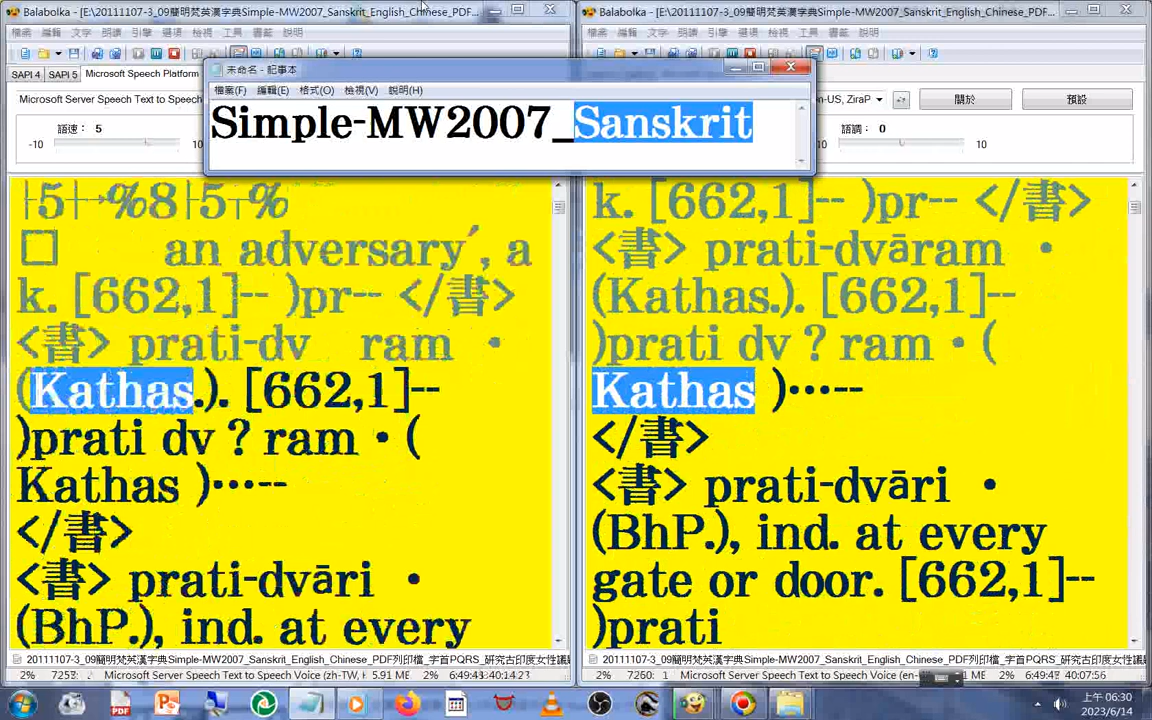 Balabolka - [E:\20111107-3_09簡明梵英漢字典Simple-MW2007_Sanskrit_English_Chinese_PDF...
檔案 編輯 文字 朗讀 引擎 選項 檢視 工具 書籤 說明
SAPI 4 SAPI 5 Microsoft Speech Platform
Microsoft Server Speech Text to Speech
語速： 5
-10 10
├5┼→%8├5┬%
an adversary´, a
k. [662,1]-- )pr-- </書>
<書> prati-dv ram •
(Kathas.). [662,1]--
)prati dv ? ram • (
Kathas )•••--
</書>
<書> prati-dvāri •
(BhP.), ind. at every
20111107-3_09簡明梵英漢字典Simple-MW2007_Sanskrit_English_Chinese_PDF列印檔_字首PQRS_研究古印度女性議
2% 7257: Microsoft Server Speech Text to Speech Voice (zh-TW, 5.91 MB 2% 6:49:43
未命名 - 記事本
檔案(F) 編輯(E) 格式(O) 檢視(V) 說明(H)
Simple-MW2007_Sanskrit
Balabolka - [E:\20111107-3_09簡明梵英漢字典Simple-MW2007_Sanskrit_English_Chinese_PDF...
檔案 編輯 文字 朗讀 引擎 選項 檢視 工具 書籤 說明
en-US, ZiraP 關於 預設
語調： 0
10
k. [662,1]-- )pr-- </書>
<書> prati-dvāram •
(Kathas.). [662,1]--
)prati dv ? ram • (
Kathas )•••--
</書>
<書> prati-dvāri •
(BhP.), ind. at every
gate or door. [662,1]--
)prati
20111107-3_09簡明梵英漢字典Simple-MW2007_Sanskrit_English_Chinese_PDF列印檔_字首PQRS_研究古印度女性議
2% 7260: 1 Microsoft Server Speech Text to Speech Voice (en- MB 2% 6:49:4 40:07:56
上午 06:30
2023/6/14